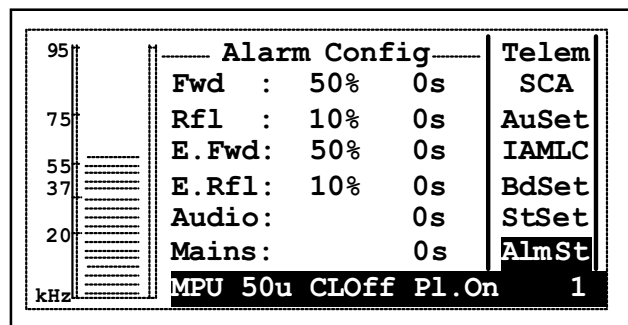 95
75
55
37
20
kHz
Alarm Config
Fwd : 50% 0s
Rfl : 10% 0s
E.Fwd: 50% 0s
E.Rfl: 10% 0s
Audio: 0s
Mains: 0s
Telem
SCA
AuSet
IAMLC
BdSet
StSet
AlmSt
MPU 50u CLOff Pl.On 1